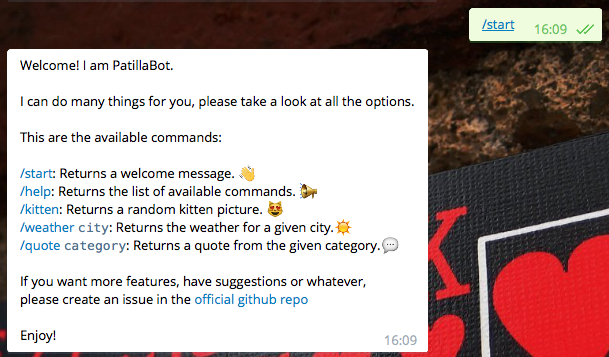 /start
16:09
Welcome! I am PatillaBot.
I can do many things for you, please take a look at all the options.
This are the available commands:
/start: Returns a welcome message. 👋
/help: Returns the list of available commands. 📢
/kitten: Returns a random kitten picture. 😻
/weather city: Returns the weather for a given city. ☀️
/quote category: Returns a quote from the given category. 💬
If you want more features, have suggestions or whatever,
please create an issue in the official github repo
Enjoy!
16:09
K